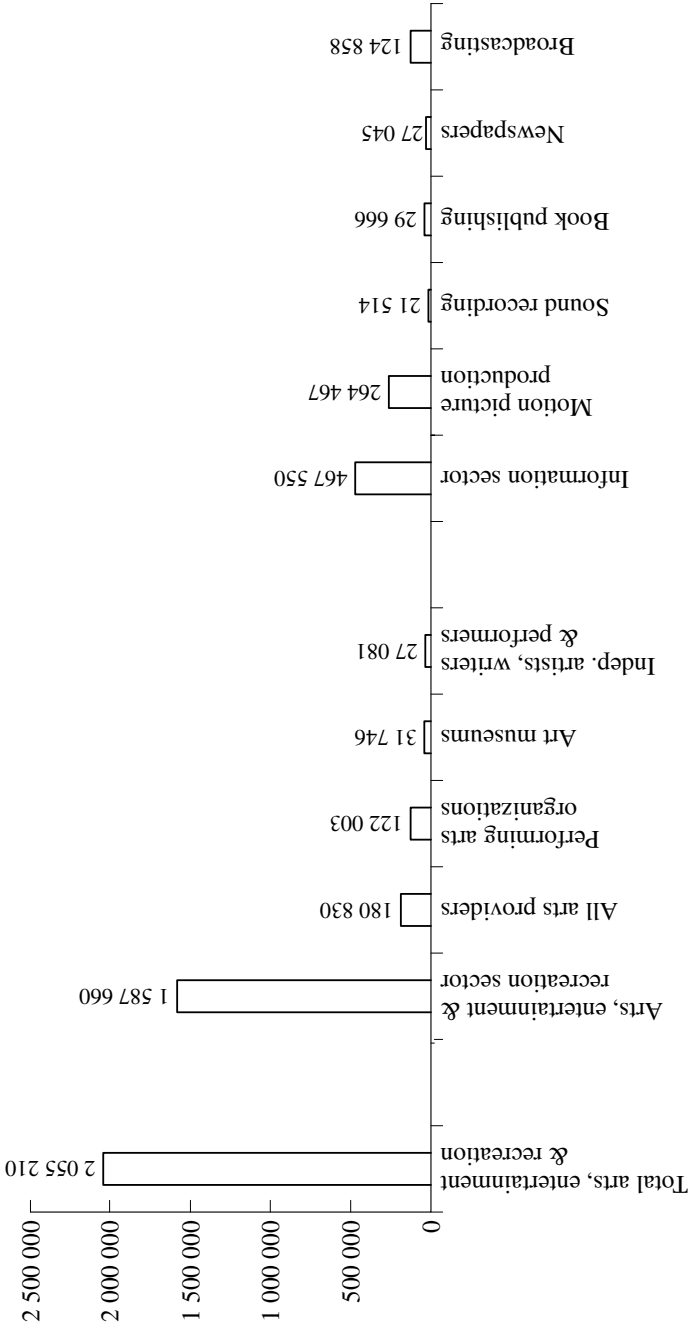 2 500 000
2 000 000
1 500 000
1 000 000
500 000
0
2 055 210
Total arts, entertainment
& recreation
1 587 660
Arts, entertainment &
recreation sector
180 830
All arts providers
122 003
Performing arts
organizations
31 746
Art museums
27 081
Indep. artists, writers
& performers
467 550
Information sector
264 467
Motion picture
production
21 514
Sound recording
29 666
Book publishing
27 045
Newspapers
124 858
Broadcasting